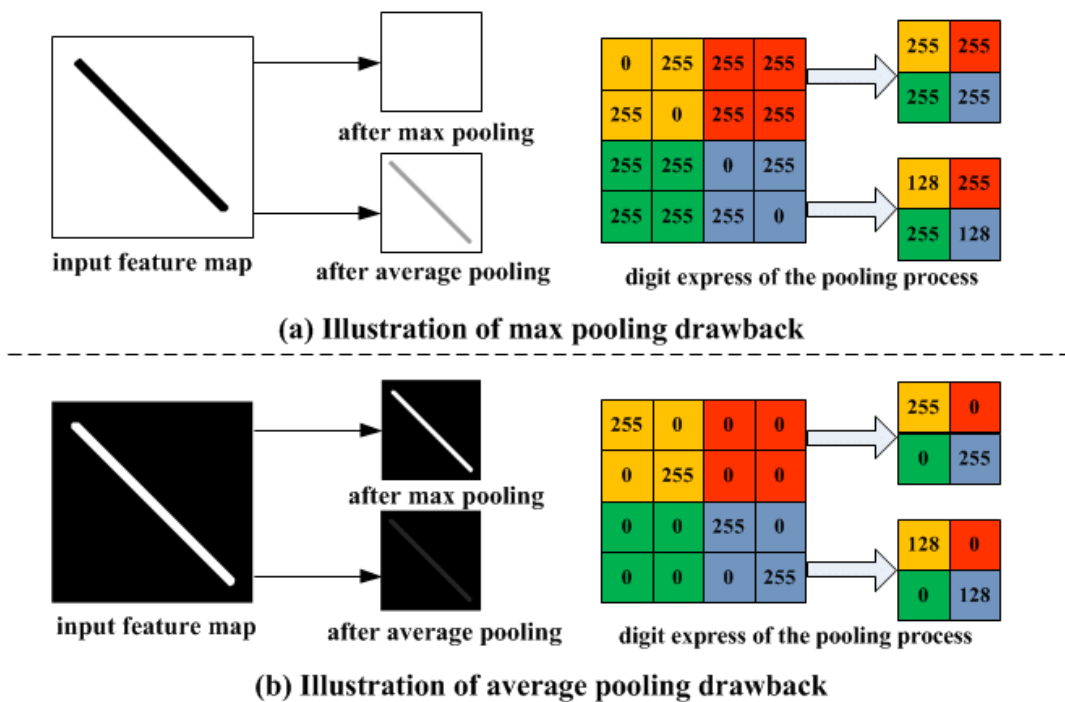 input feature map
after max pooling
after average pooling
0 255 255 255
255 0 255 255
255 255 0 255
255 255 255 0
255 255
255 255
128 255
255 128
digit express of the pooling process
(a) Illustration of max pooling drawback
input feature map
after max pooling
after average pooling
255 0 0 0
0 255 0 0
0 0 255 0
0 0 0 255
255 0
0 255
128 0
0 128
digit express of the pooling process
(b) Illustration of average pooling drawback